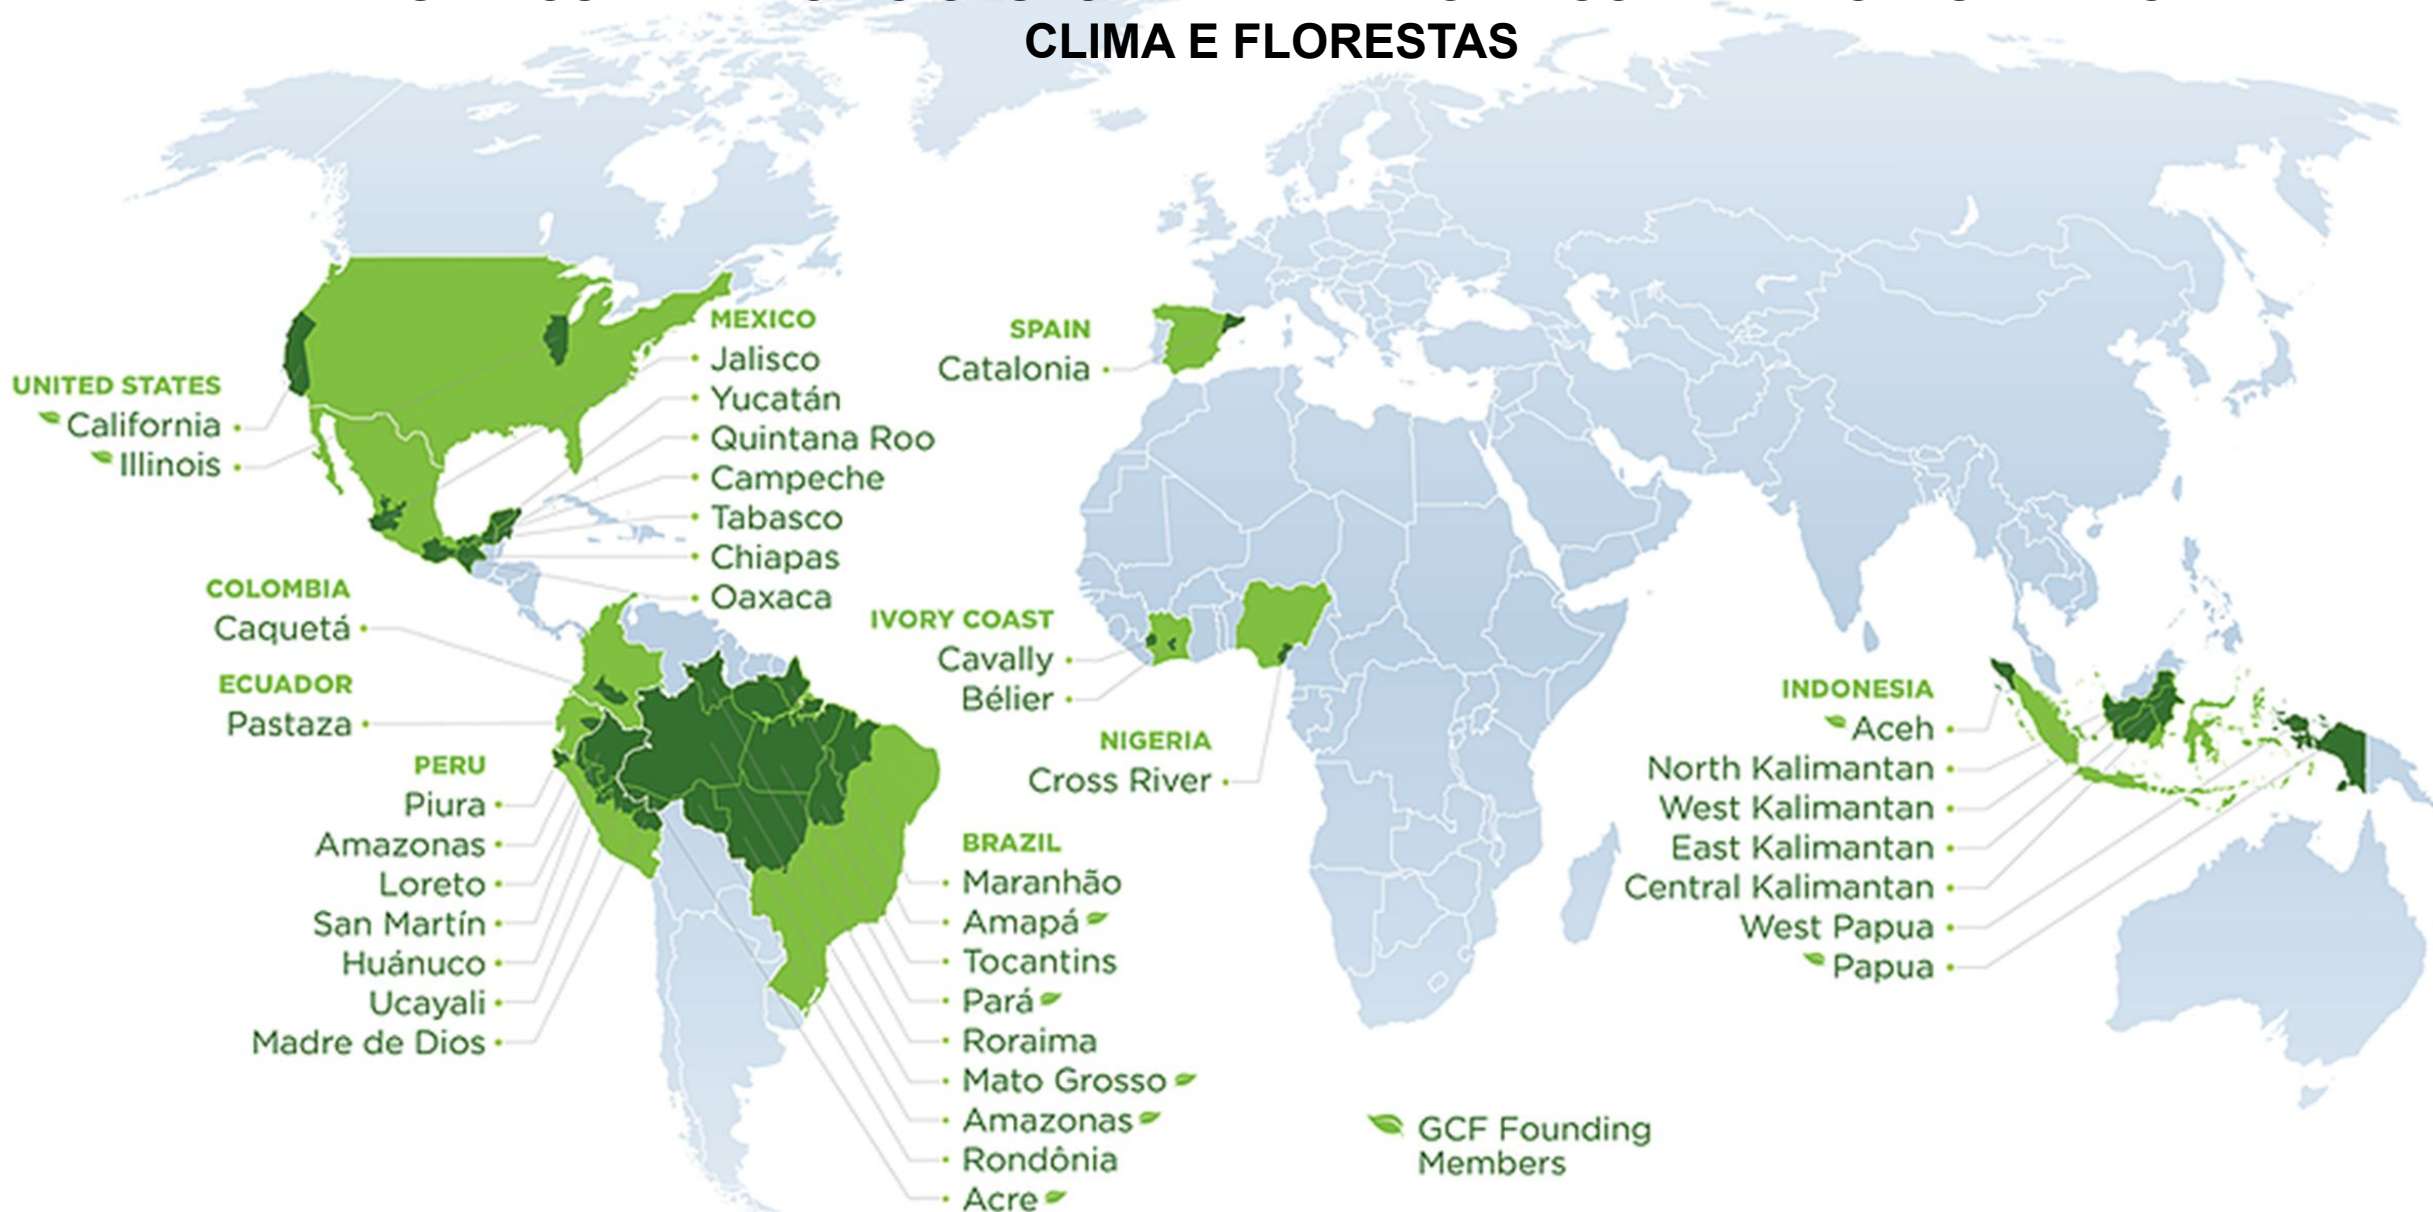 CLIMA E FLORESTAS
UNITED STATES
California
Illinois
MEXICO
Jalisco
Yucatán
Quintana Roo
Campeche
Tabasco
Chiapas
Oaxaca
COLOMBIA
Caquetá
ECUADOR
Pastaza
PERU
Piura
Amazonas
Loreto
San Martín
Huánuco
Ucayali
Madre de Dios
BRAZIL
Maranhão
Amapá
Tocantins
Pará
Roraima
Mato Grosso
Amazonas
Rondônia
Acre
SPAIN
Catalonia
IVORY COAST
Cavally
Bélier
NIGERIA
Cross River
INDONESIA
Aceh
North Kalimantan
West Kalimantan
East Kalimantan
Central Kalimantan
West Papua
Papua
GCF Founding
Members